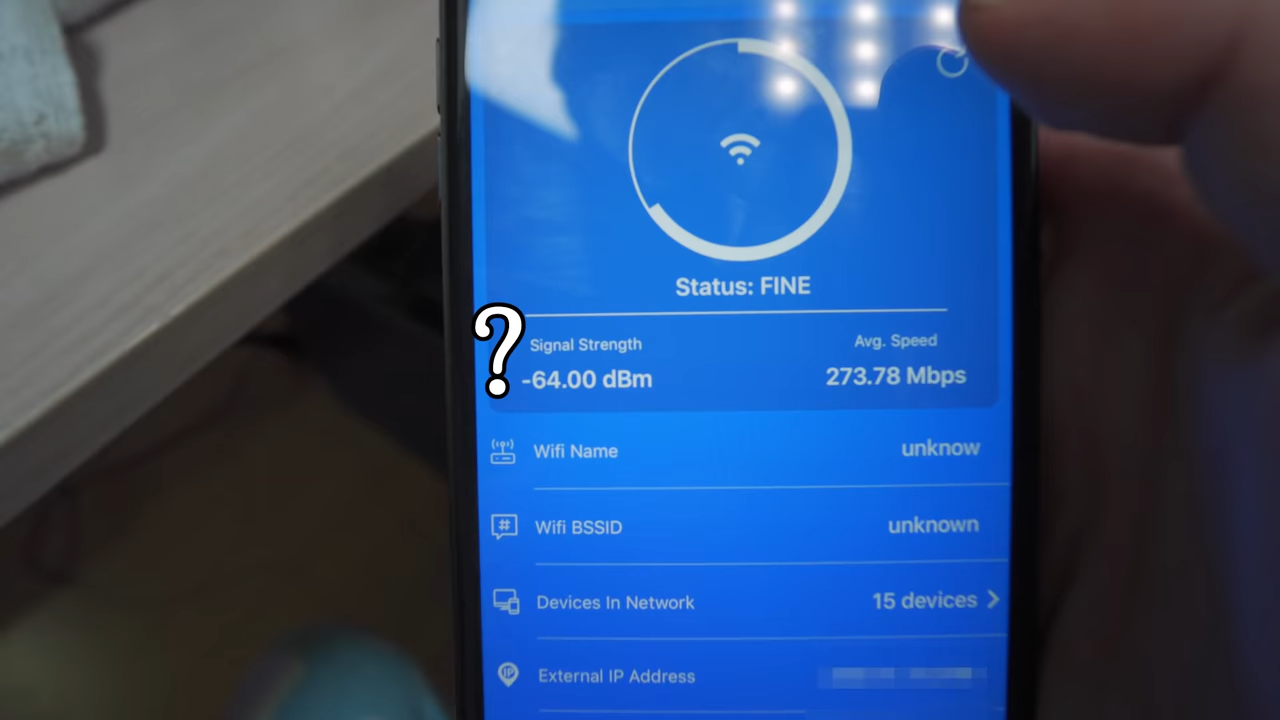 Status: FINE
?
Signal Strength
Avg. Speed
-64.00 dBm
273.78 Mbps
Wifi Name
unknow
#
Wifi BSSID
unknown
Devices In Network
15 devices
IP
External IP Address